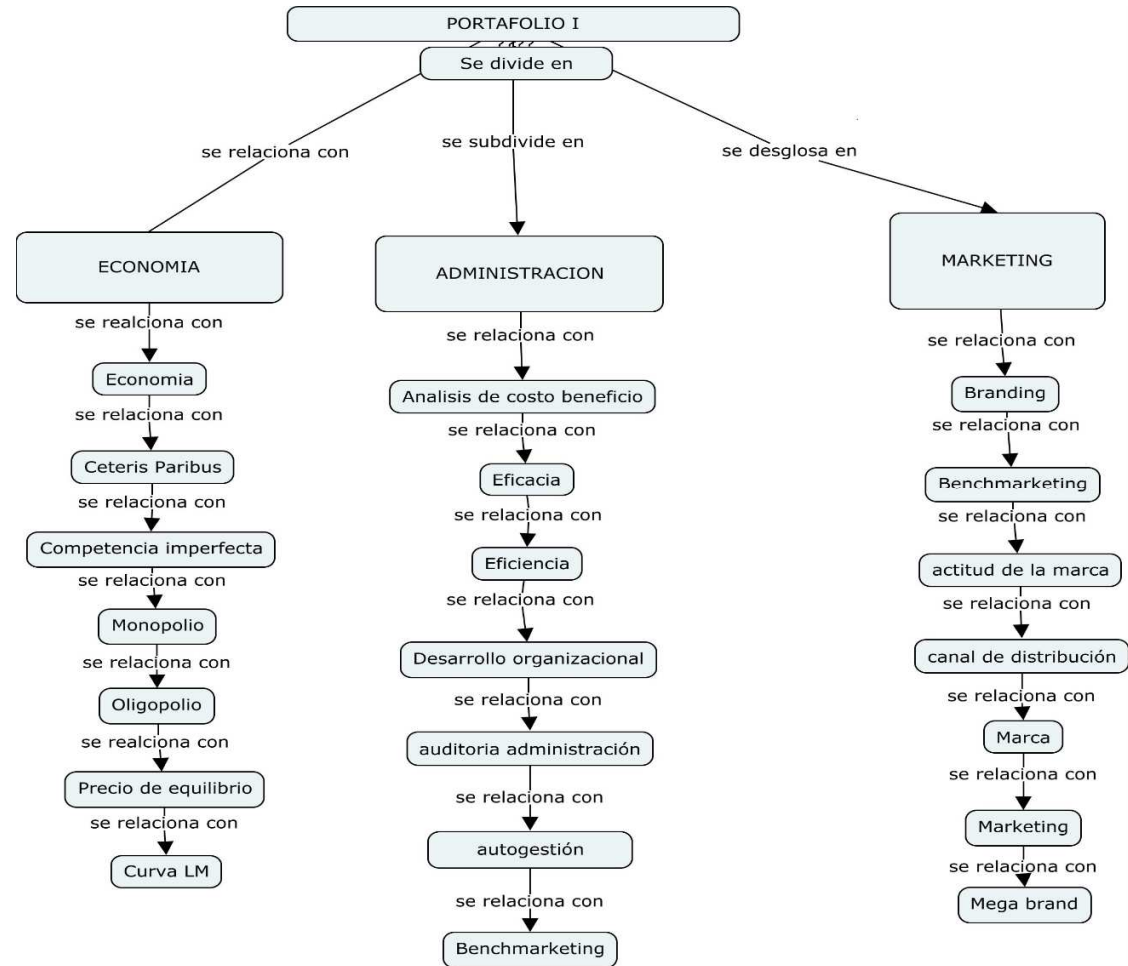 PORTAFOLIO I
Se divide en
se relaciona con
se subdivide en
se desglosa en
ECONOMIA
se realciona con
Economia
se relaciona con
Ceteris Paribus
se relaciona con
Competencia imperfecta
se relaciona con
Monopolio
se relaciona con
Oligopolio
se realciona con
Precio de equilibrio
se relaciona con
Curva LM
ADMINISTRACION
se relaciona con
Analisis de costo beneficio
se relaciona con
Eficacia
se relaciona con
Eficiencia
se relaciona con
Desarrollo organizacional
se relaciona con
auditoria administración
se relaciona con
autogestión
se relaciona con
Benchmarketing
MARKETING
se relaciona con
Branding
se relaciona con
Benchmarketing
se relaciona con
actitud de la marca
se relaciona con
canal de distribución
se relaciona con
Marca
se relaciona con
Marketing
se relaciona con
Mega brand